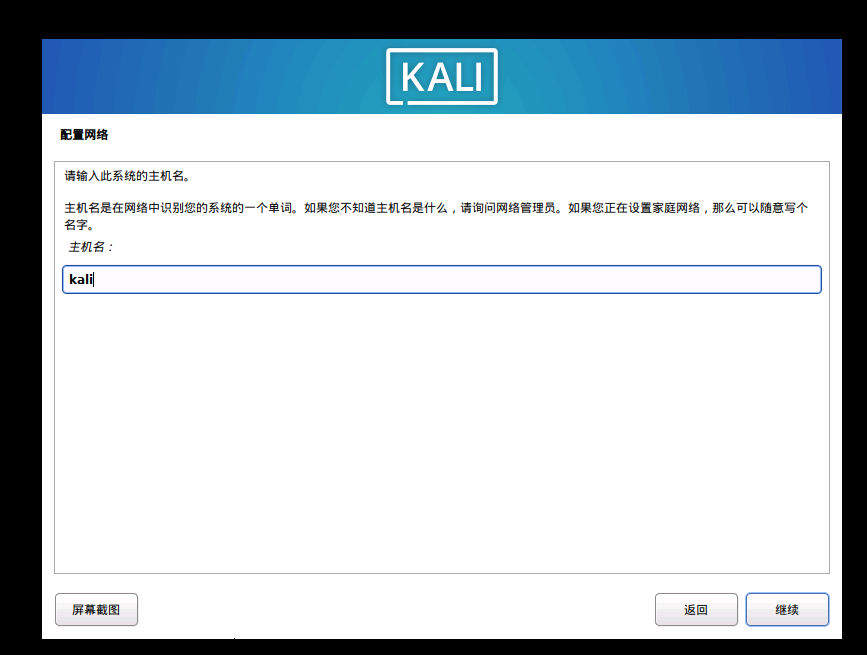 KALI
配置网络
请输入此系统的主机名。
主机名是在网络中识别您的系统的一个单词。如果您不知道主机名是什么，请询问网络管理员。如果您正在设置家庭网络，那么可以随意写个
名字。
主机名：
kali
屏幕截图
返回
继续